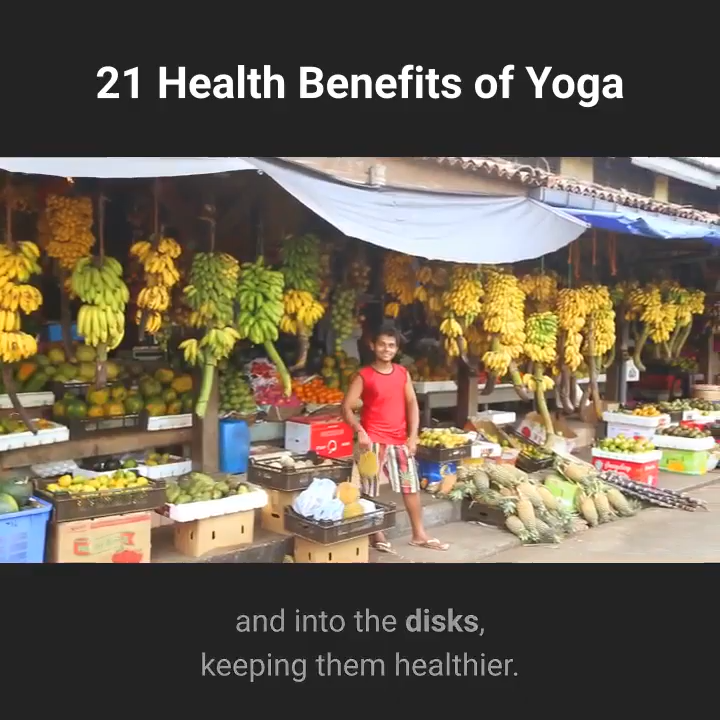 21 Health Benefits of Yoga
and into the disks,
keeping them healthier.